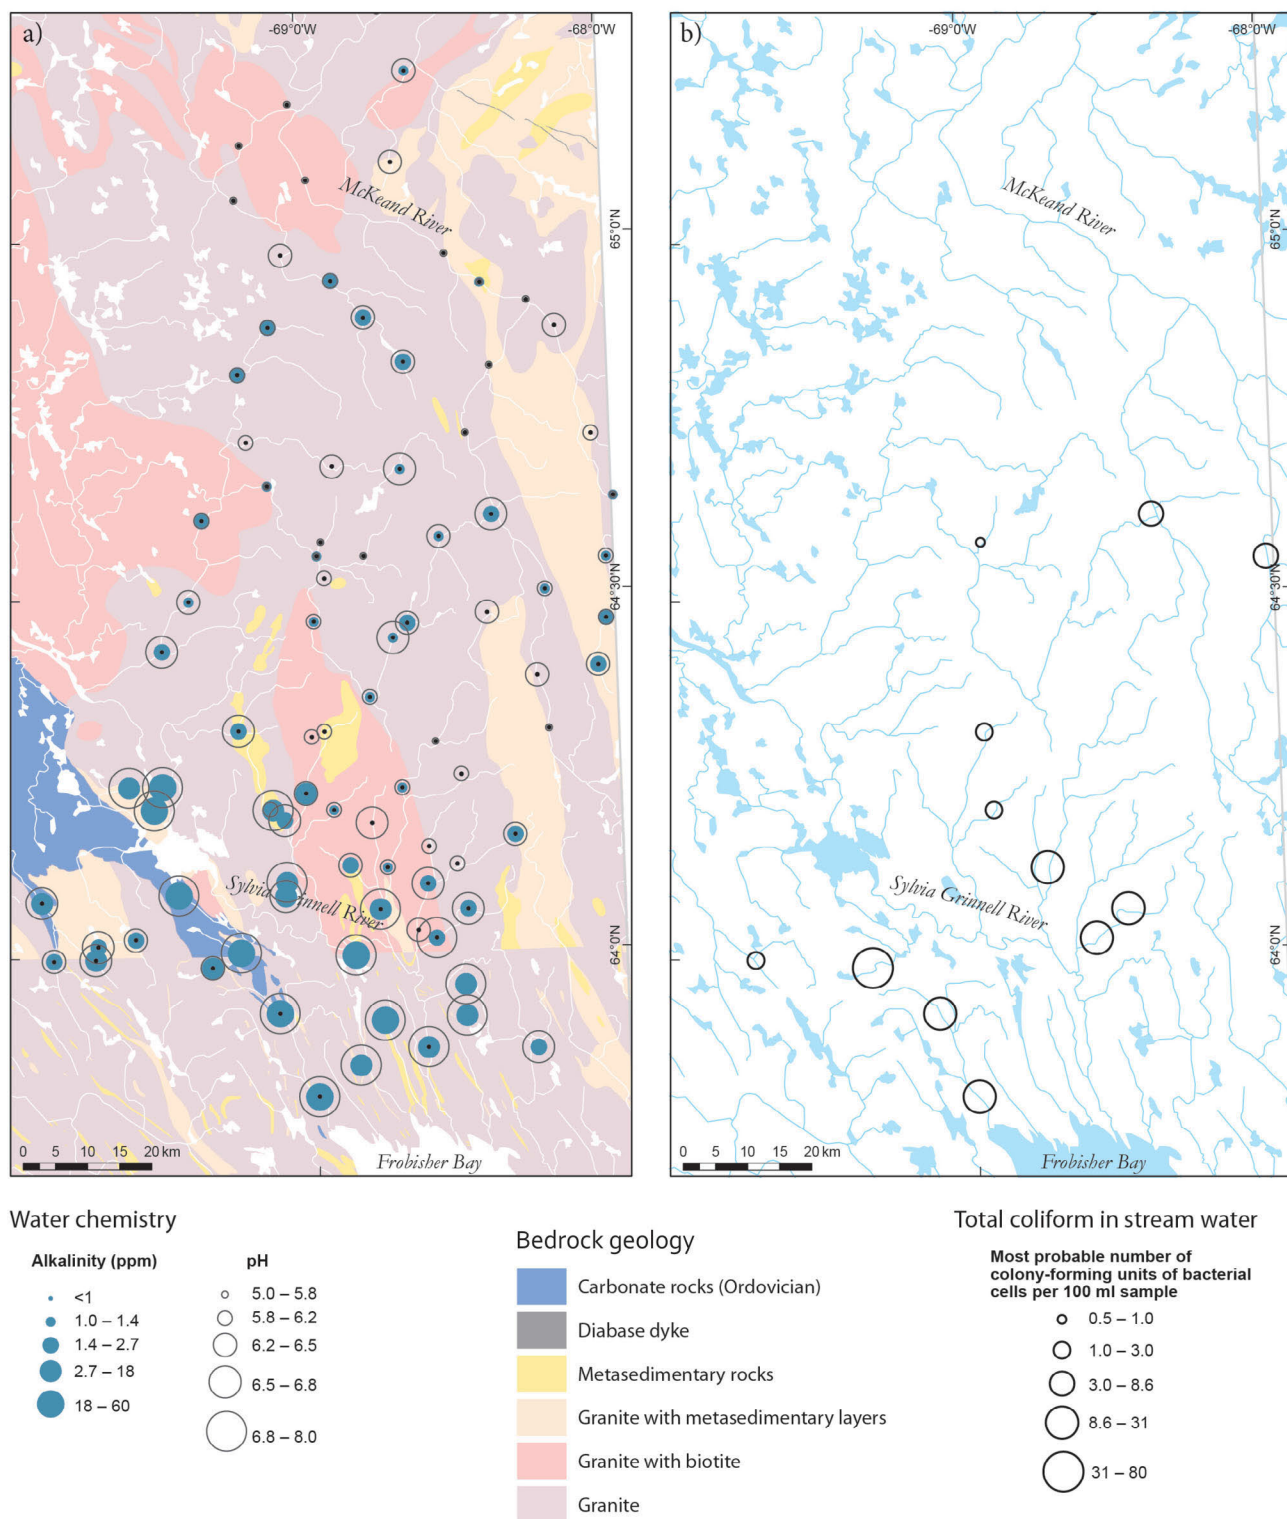 a)
-69°0'W
-68°0'W
McKeand River
65°0'N
64°30'N
Sylvia Grinnell River
64°0'N
0 5 10 15 20 km
Frobisher Bay
b)
-69°0'W
-68°0'W
McKeand River
65°0'N
64°30'N
Sylvia Grinnell River
64°0'N
0 5 10 15 20 km
Frobisher Bay
Water chemistry
Alkalinity (ppm)
<1
1.0 – 1.4
1.4 – 2.7
2.7 – 18
18 – 60
pH
5.0 – 5.8
5.8 – 6.2
6.2 – 6.5
6.5 – 6.8
6.8 – 8.0
Bedrock geology
Carbonate rocks (Ordovician)
Diabase dyke
Metasedimentary rocks
Granite with metasedimentary layers
Granite with biotite
Granite
Total coliform in stream water
Most probable number of
colony-forming units of bacterial
cells per 100 ml sample
0.5 – 1.0
1.0 – 3.0
3.0 – 8.6
8.6 – 31
31 – 80